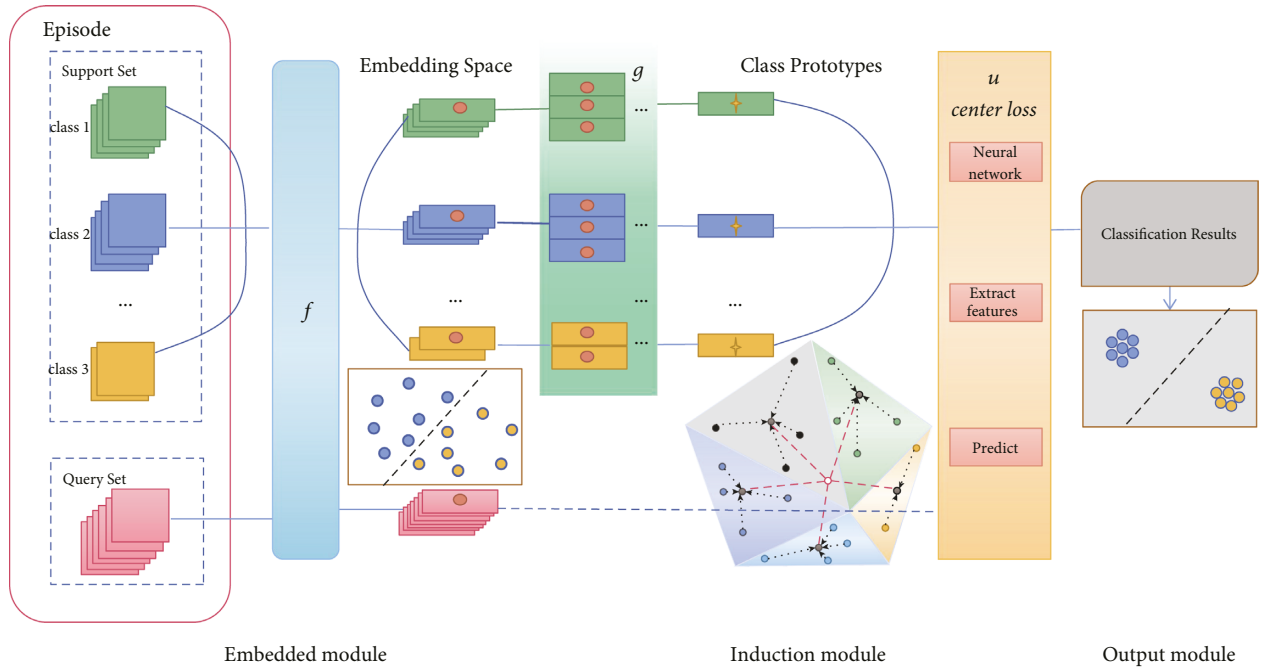 Episode
Support Set
class 1
class 2
...
class 3
Query Set
f
Embedding Space
...
g
...
...
...
...
Class Prototypes
...
u
center loss
Neural
network
Extract
features
Predict
Classification Results
Embedded module
Induction module
Output module